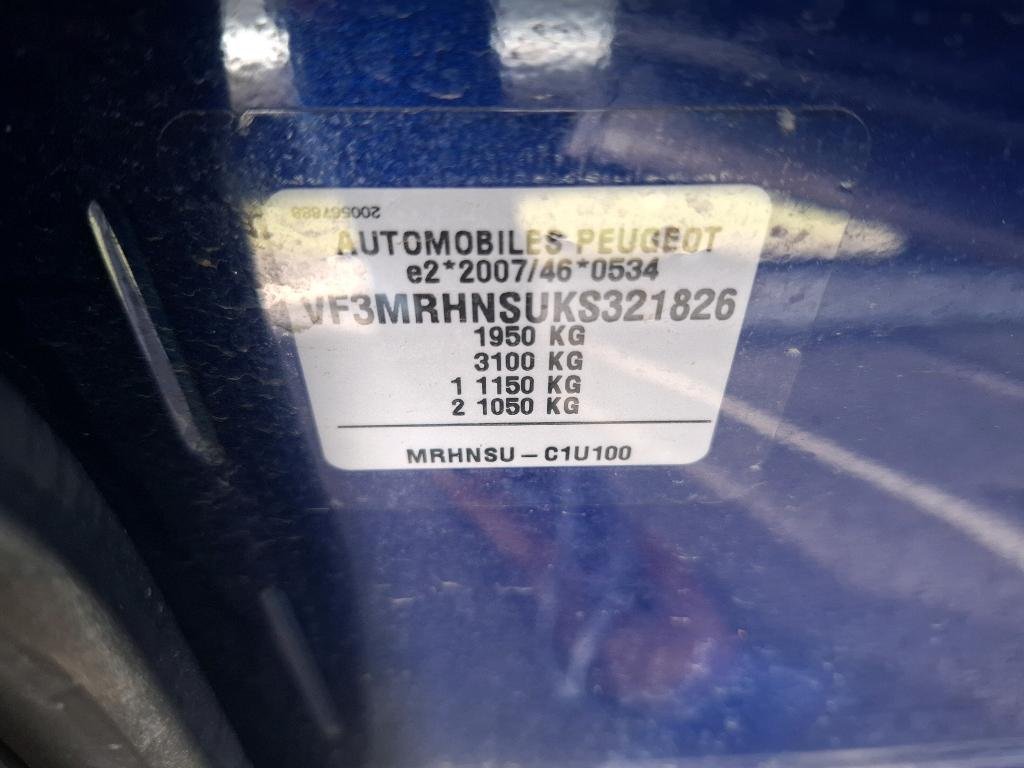 200567828
AUTOMOBILES PEUGEOT
e2*2007/46*0534
VF3MRHNSUKS321826
1950 KG
3100 KG
1 1150 KG
2 1050 KG
MRHNSU-C1U100